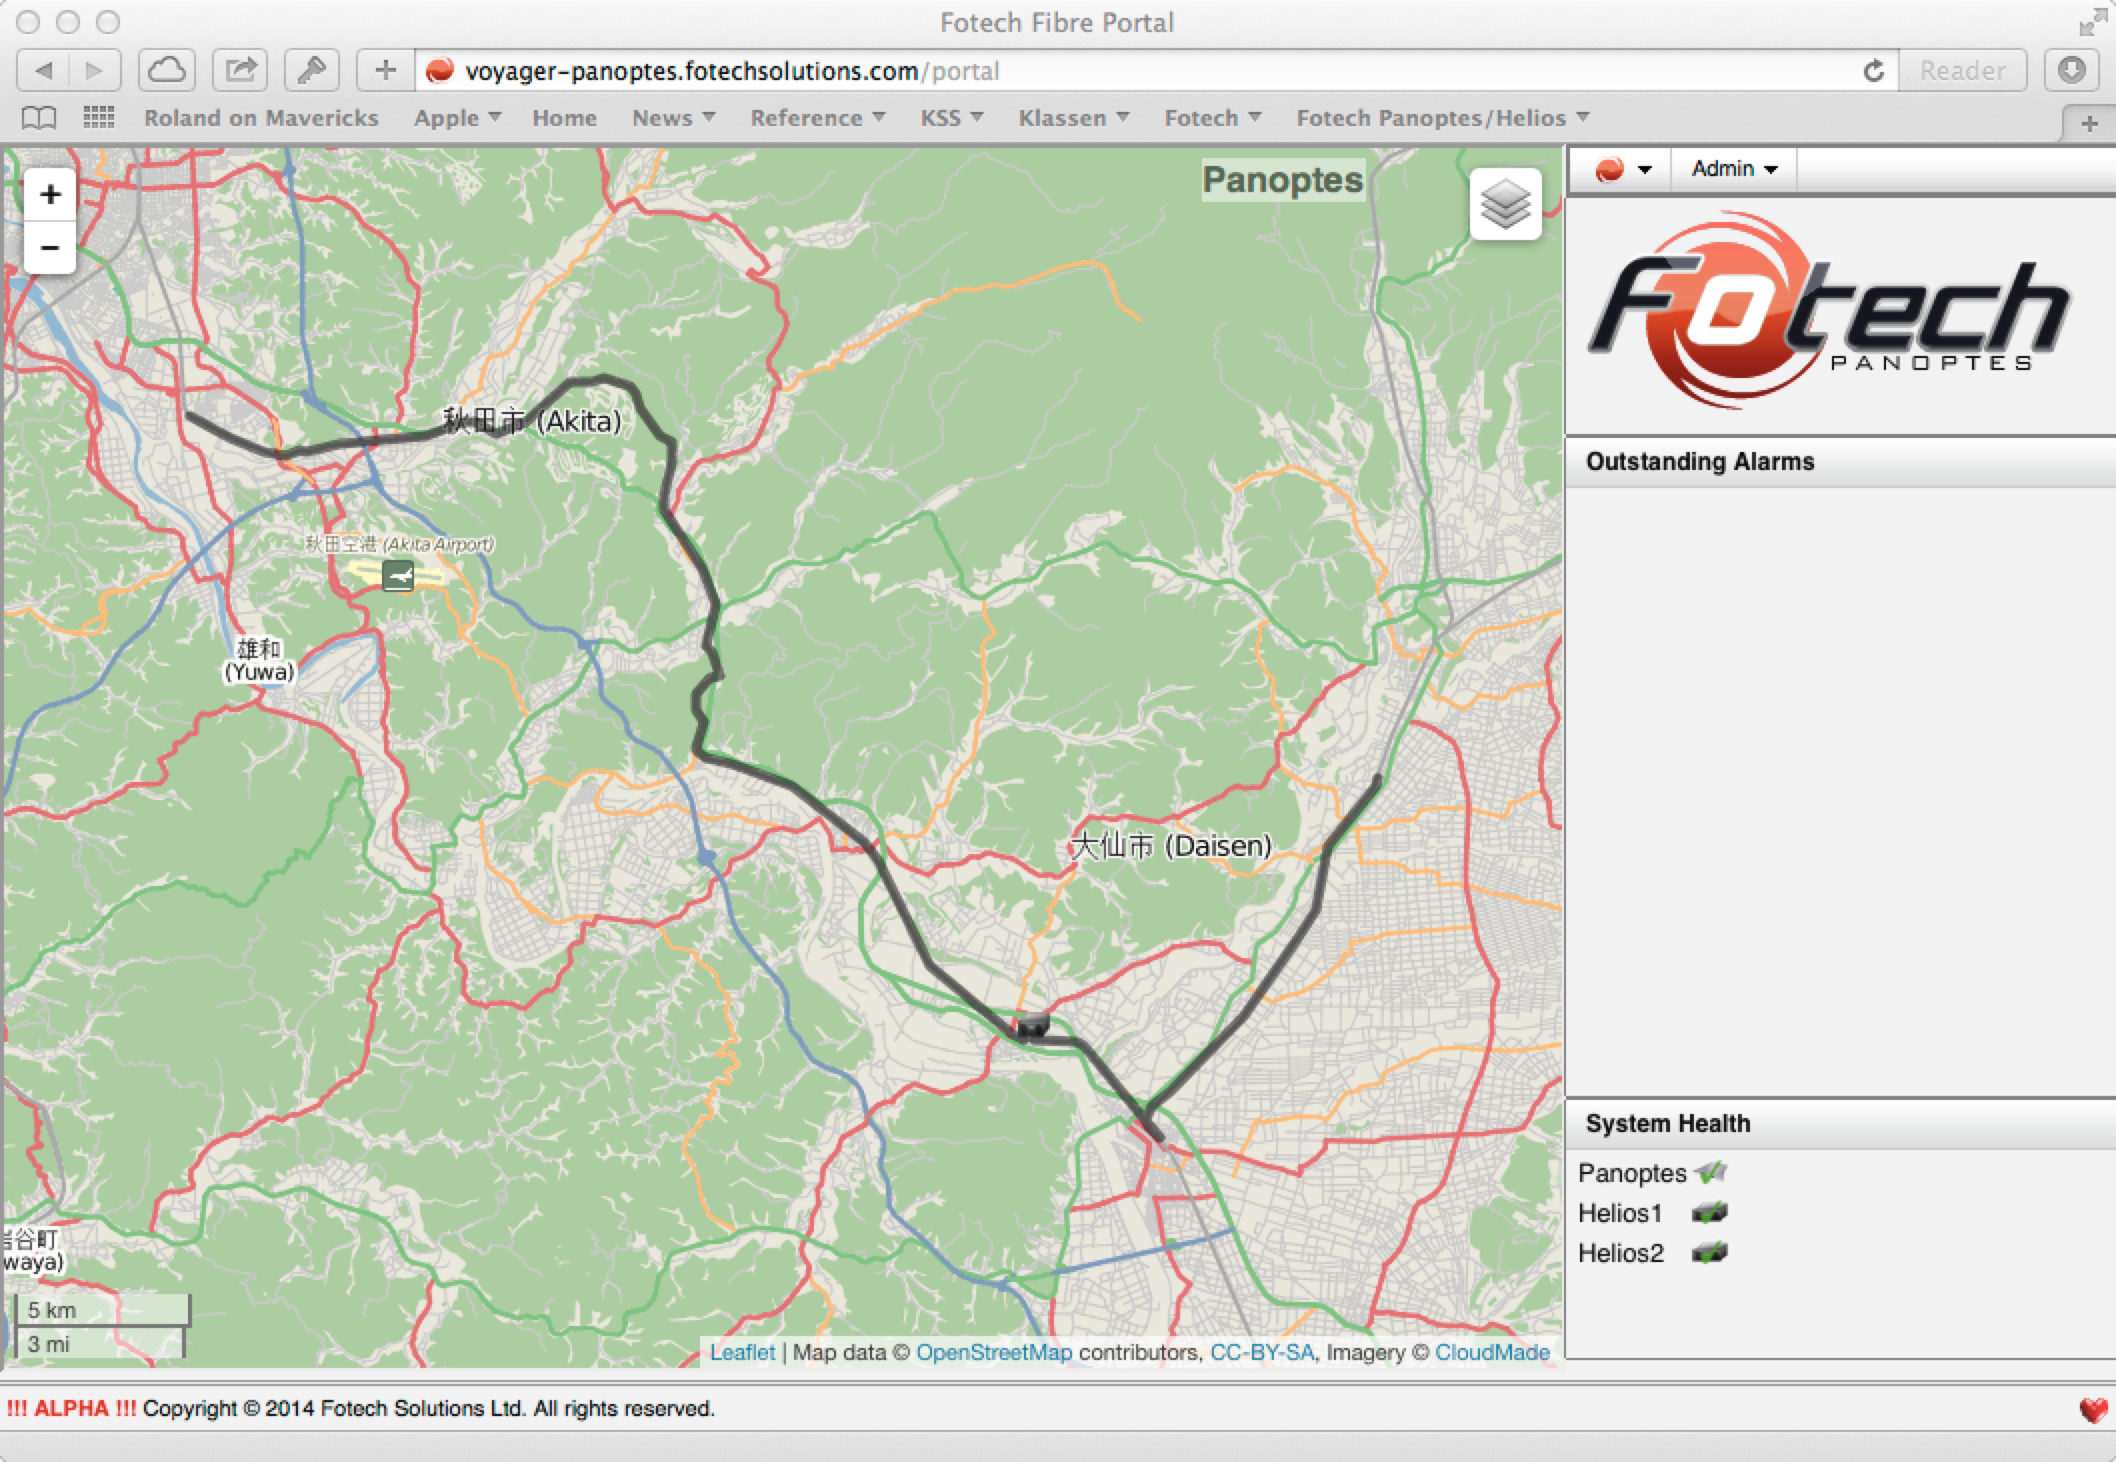 Fotech Fibre Portal
voyager-panoptes.fotechsolutions.com/portal
Reader
Roland on Mavericks
Apple
Home
News
Reference
KSS
Klassen
Fotech
Fotech Panoptes/Helios
+
−
Panoptes
秋田市 (Akita)
秋田空港 (Akita Airport)
雄和
(Yuwa)
大仙市 (Daisen)
谷町
waya)
5 km
3 mi
Leaflet | Map data © OpenStreetMap contributors, CC-BY-SA, Imagery © CloudMade
Admin
Fotech
PANOPTES
Outstanding Alarms
System Health
Panoptes
Helios1
Helios2
!!! ALPHA !!! Copyright © 2014 Fotech Solutions Ltd. All rights reserved.